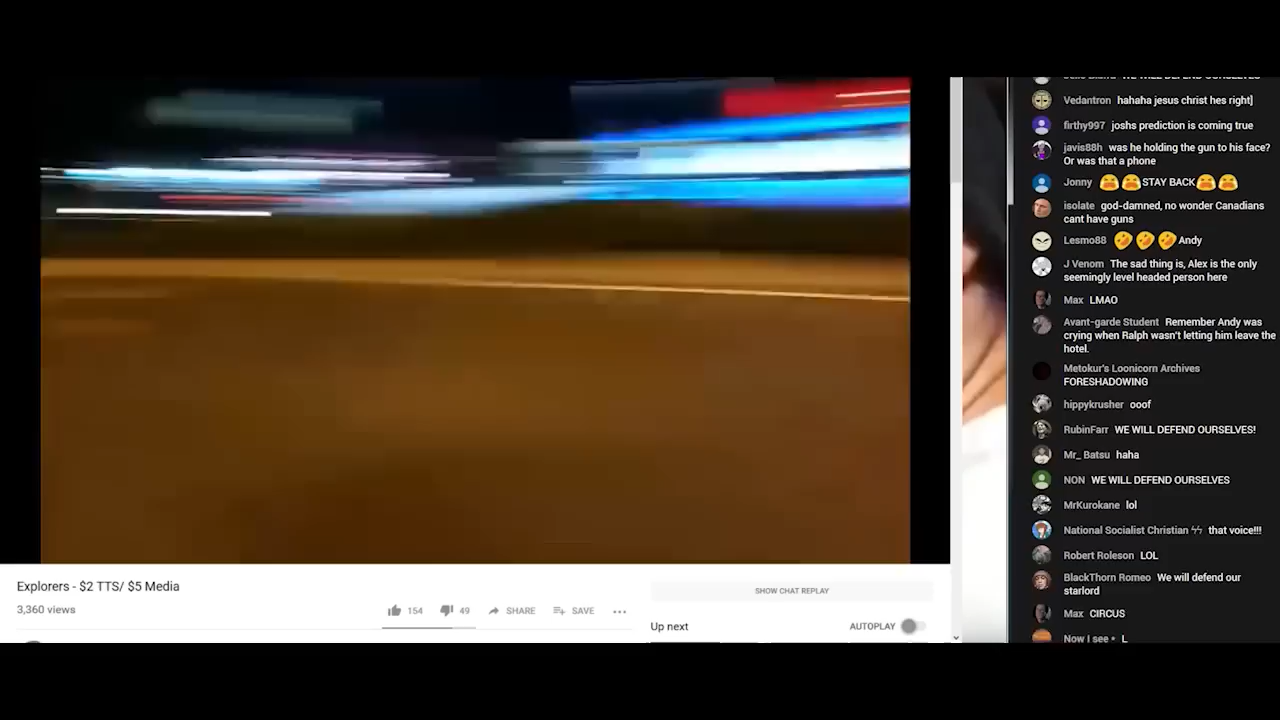 Explorers - $2 TTS/ $5 Media
3,360 views
154
49
SHARE
SAVE
SHOW CHAT REPLAY
Up next
AUTOPLAY
Vedantron hahaha jesus christ hes right]
firthy997 joshs prediction is coming true
javis88h was he holding the gun to his face?
Or was that a phone
Jonny 😫😫STAY BACK😫😫
isolate god-damned, no wonder Canadians
cant have guns
Lesmo88 🤣🤣🤣Andy
J Venom The sad thing is, Alex is the only
seemingly level headed person here
Max LMAO
Avant-garde Student Remember Andy was
crying when Ralph wasn't letting him leave the
hotel.
Metokur's Loonicorn Archives
FORESHADOWING
hippykrusher ooof
RubinFarr WE WILL DEFEND OURSELVES!
Mr_ Batsu haha
NON WE WILL DEFEND OURSELVES
MrKurokane lol
National Socialist Christian ϟϟ that voice!!!
Robert Roleson LOL
BlackThorn Romeo We will defend our
starlord
Max CIRCUS
Now I see • L